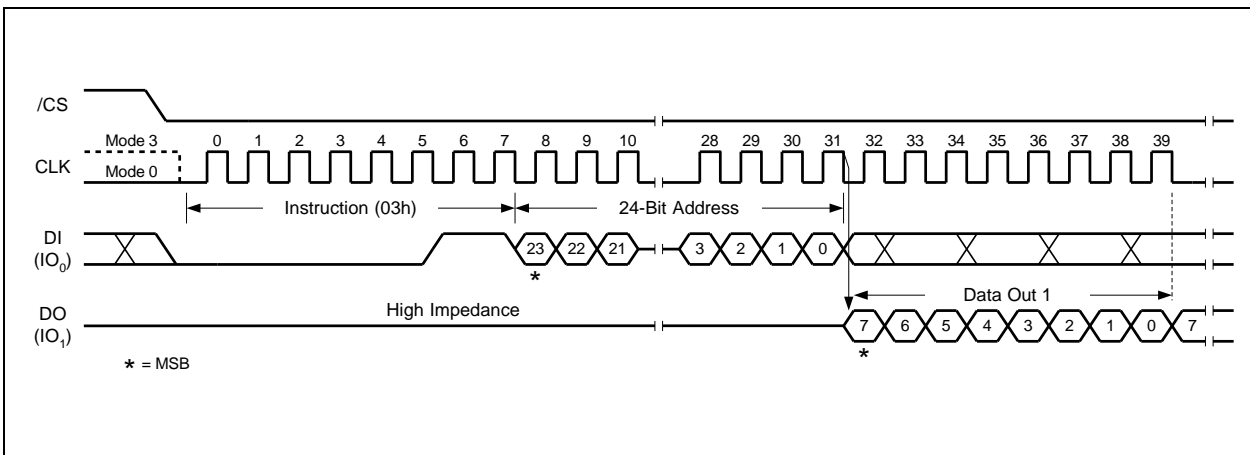 /CS
Mode 3
0 1 2 3 4 5 6 7 8 9 10 28 29 30 31 32 33 34 35 36 37 38 39
CLK
Mode 0
Instruction (03h)
24-Bit Address
DI
(IO0)
23 22 21 3 2 1 0
*
High Impedance
Data Out 1
DO
(IO1)
7 6 5 4 3 2 1 0 7
*
* = MSB